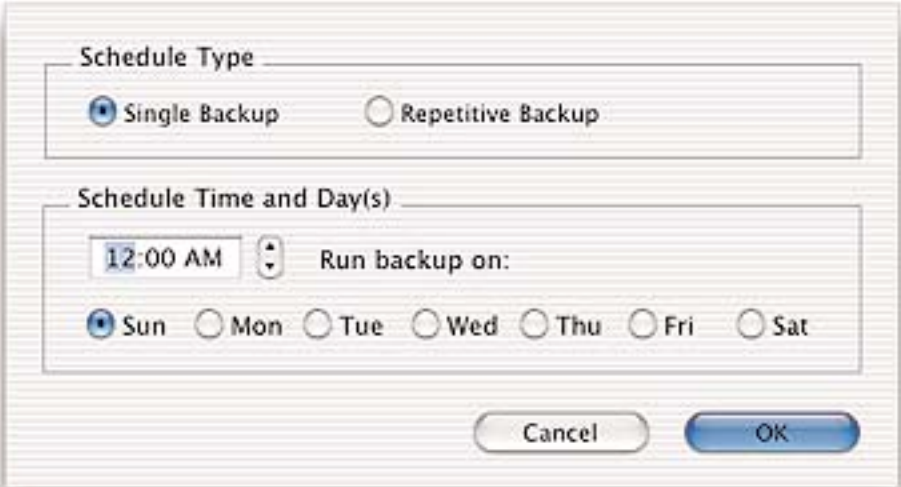 Schedule Type
Single Backup Repetitive Backup
Schedule Time and Day(s)
12:00 AM Run backup on:
Sun Mon Tue Wed Thu Fri Sat
Cancel OK